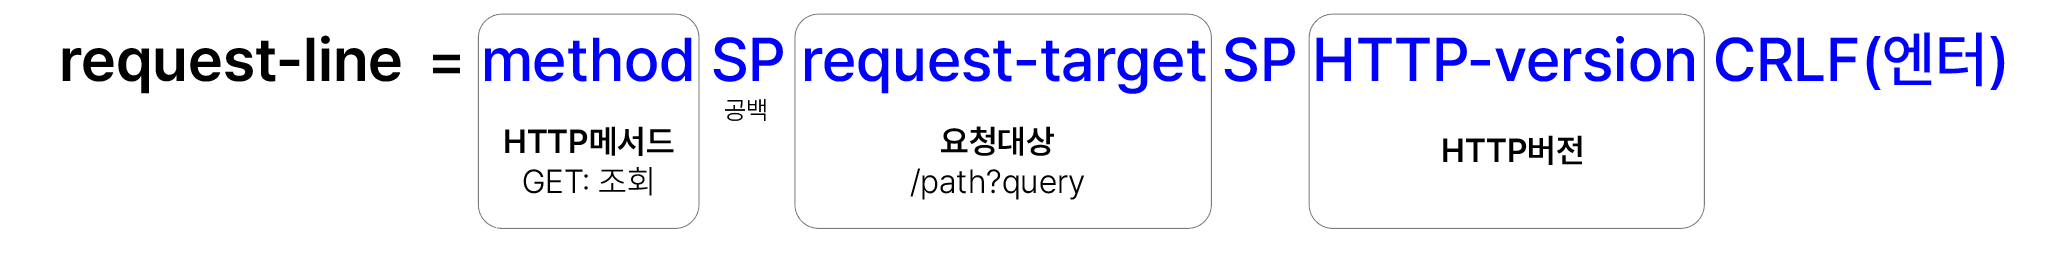 request-line = method SP request-target SP HTTP-version CRLF(엔터)
공백
HTTP메서드
GET: 조회
요청대상
/path?query
HTTP버전